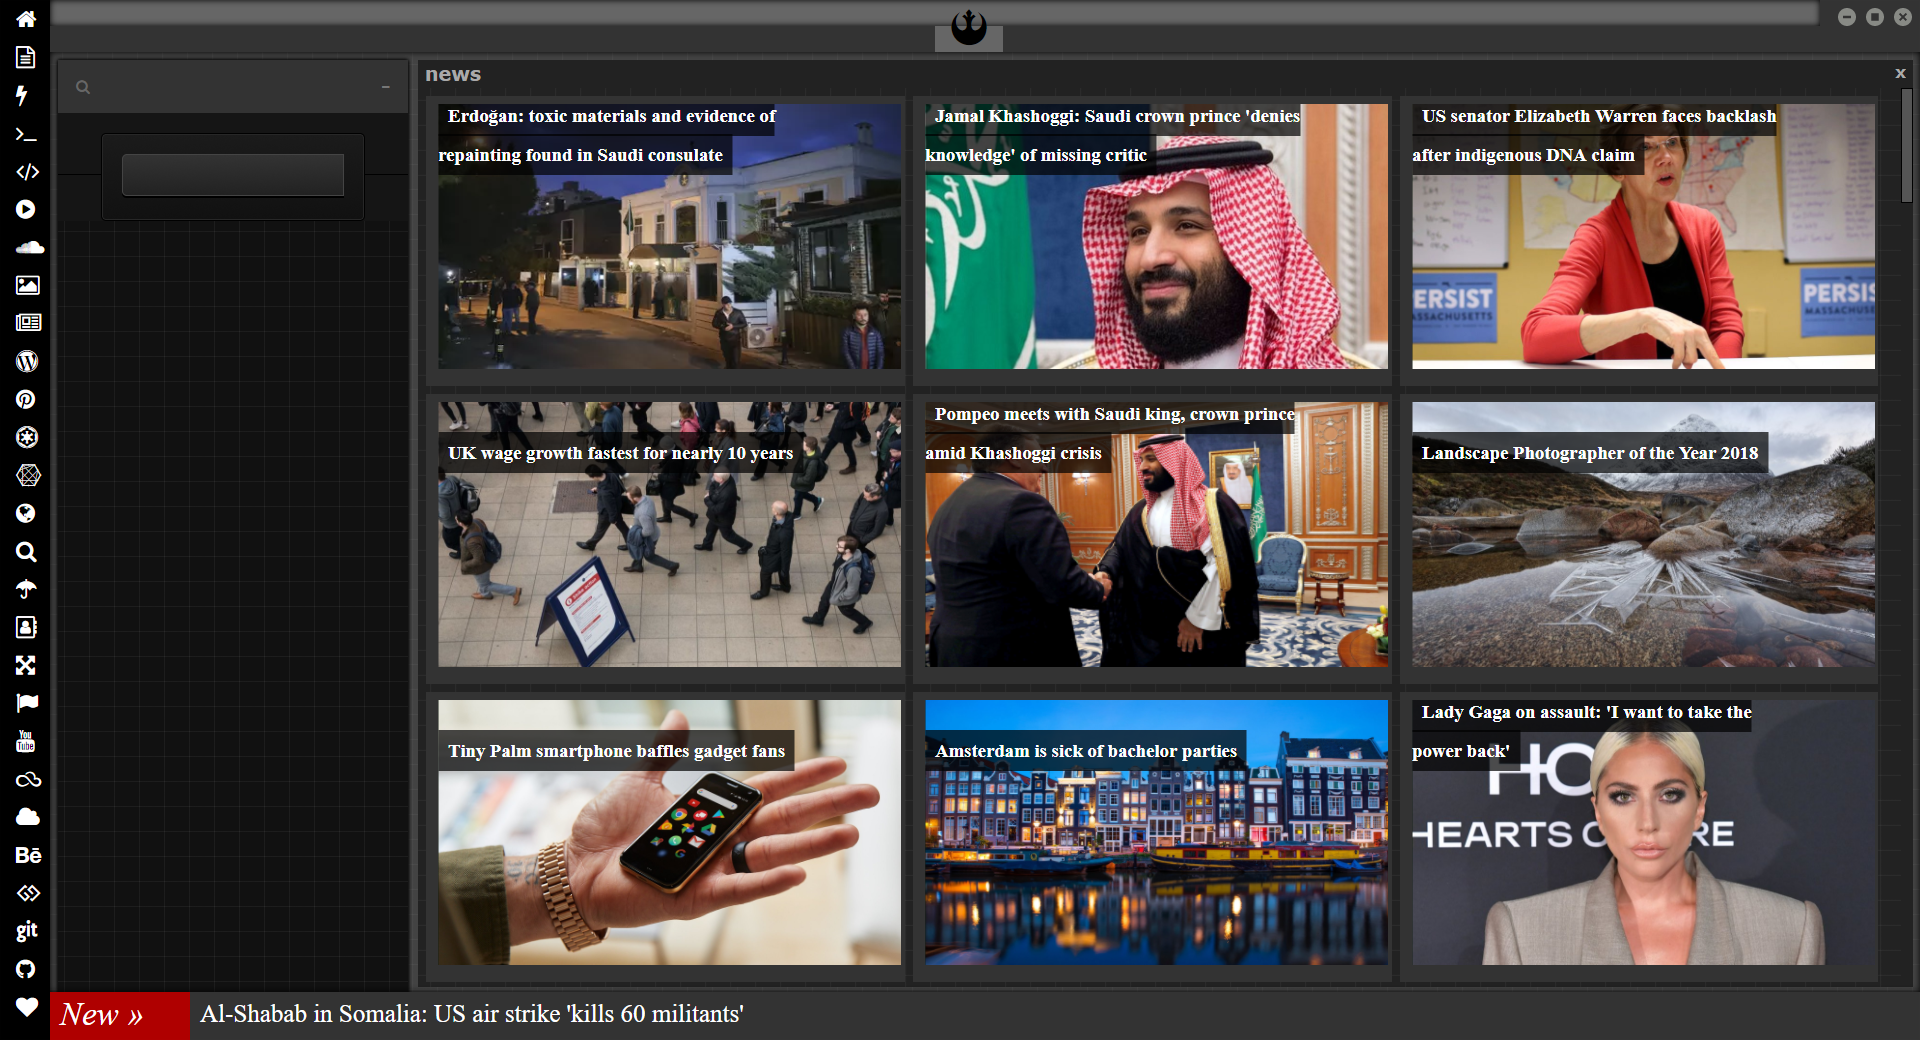 news
x
Erdoğan: toxic materials and evidence of
repainting found in Saudi consulate
Jamal Khashoggi: Saudi crown prince 'denies
knowledge' of missing critic
US senator Elizabeth Warren faces backlash
after indigenous DNA claim
ERSIST
ASSACHUSETTS
PERSIS
MASSACHUSET
UK wage growth fastest for nearly 10 years
Pompeo meets with Saudi king, crown prince
amid Khashoggi crisis
Landscape Photographer of the Year 2018
Tiny Palm smartphone baffles gadget fans
Amsterdam is sick of bachelor parties
Lady Gaga on assault: 'I want to take the
power back'
HO
HEARTS O RE
You
Tube
Bē
git
New »
Al-Shabab in Somalia: US air strike 'kills 60 militants'